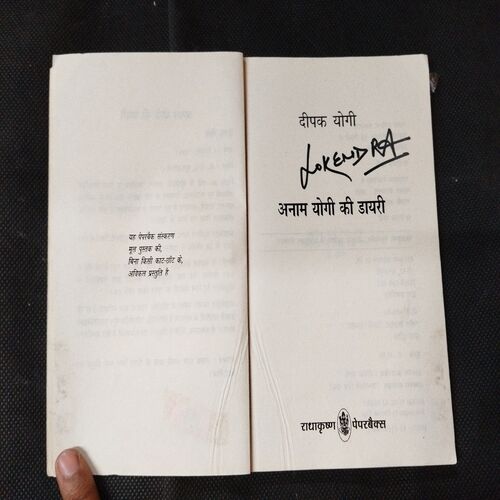 यह पेपरबैक संस्करण
मूल पुस्तक की,
बिना किसी काट-छाँट के,
अविकल प्रस्तुति है
दीपक योगी
LOKENDRA
अनाम योगी की डायरी
राधाकृष्ण पेपरबैक्स